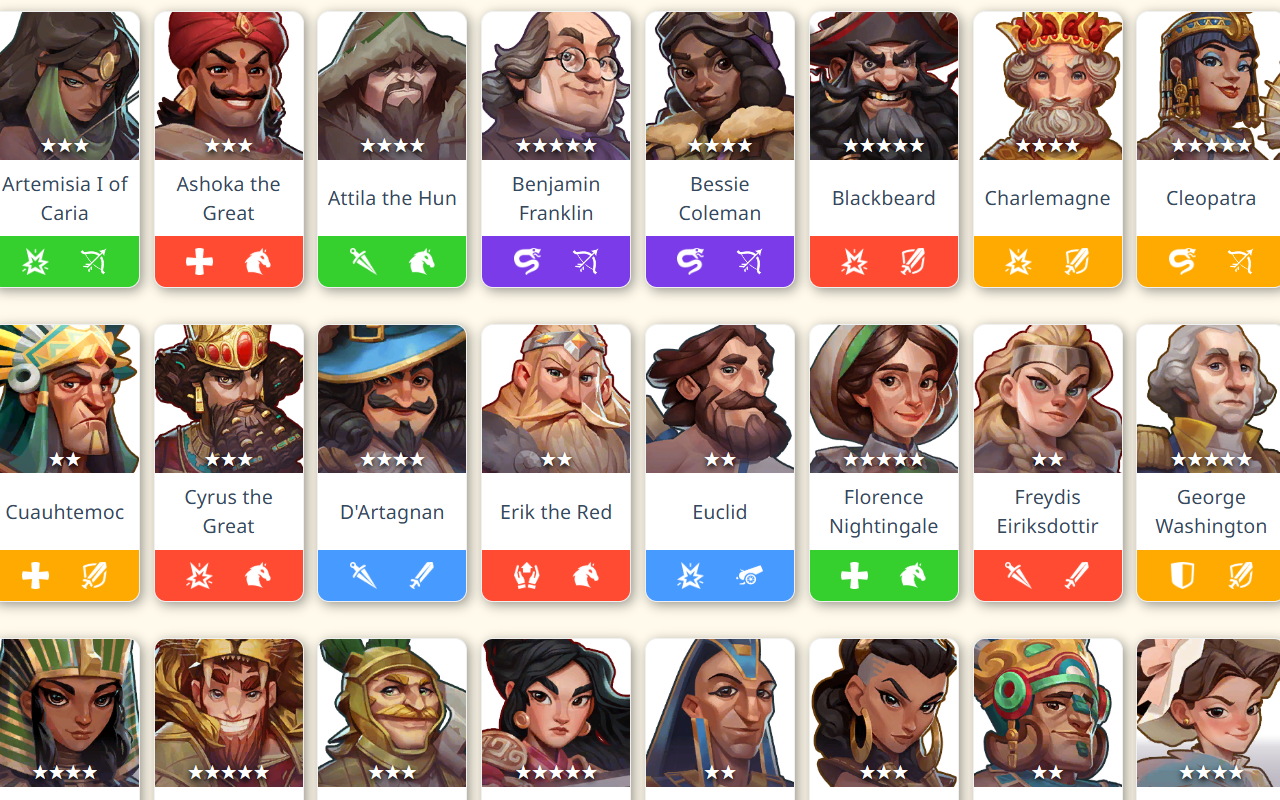 Artemisia I of
Caria
Ashoka the
Great
Attila the Hun
Benjamin
Franklin
Bessie
Coleman
Blackbeard
Charlemagne
Cleopatra
Cuauhtemoc
Cyrus the
Great
D'Artagnan
Erik the Red
Euclid
Florence
Nightingale
Freydis
Eiriksdottir
George
Washington